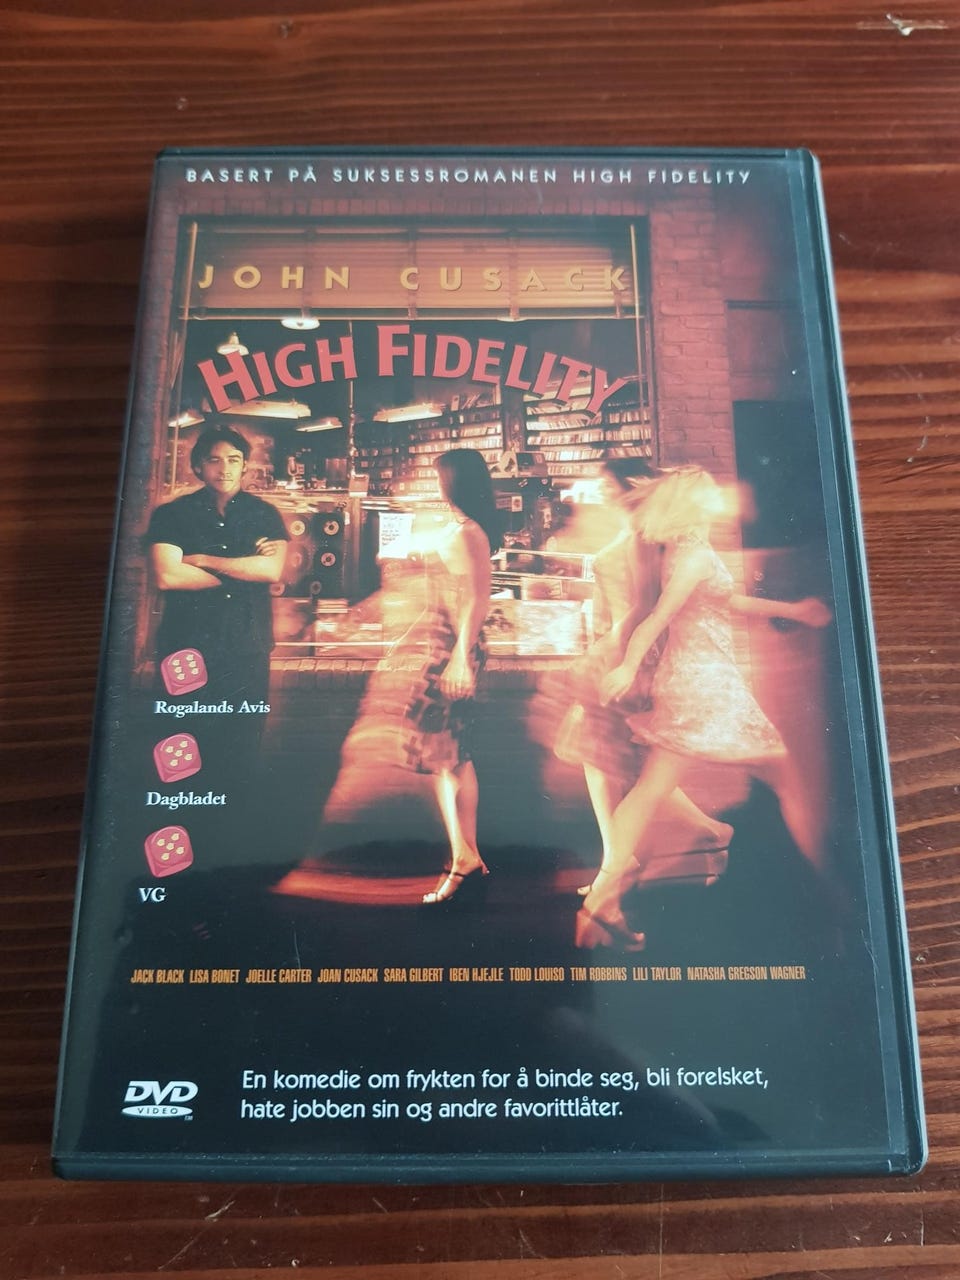 BASERT PÅ SUKSESSROMANEN HIGH FIDELITY
JOHN CUSACK
HIGH FIDELITY
Rogalands Avis
Dagbladet
VG
JACK BLACK LISA BONET JOELLE CARTER JOAN CUSACK SARA GILBERT IBEN HJEJLE TODD LOUISO TIM ROBBINS LILI TAYLOR NATASHA GREGSON WAGNER
DVD
VIDEO
TM
En komedie om frykten for å binde seg, bli forelsket,
hate jobben sin og andre favorittlåter.